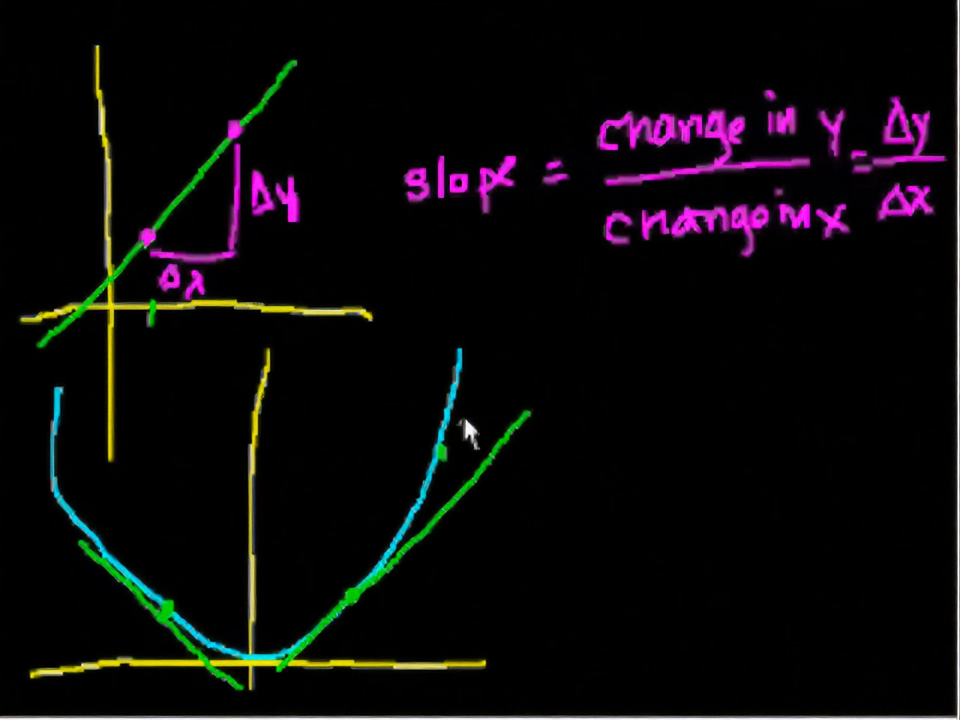 slope = change in y / change in x = Δy / Δx
Δy
Δx